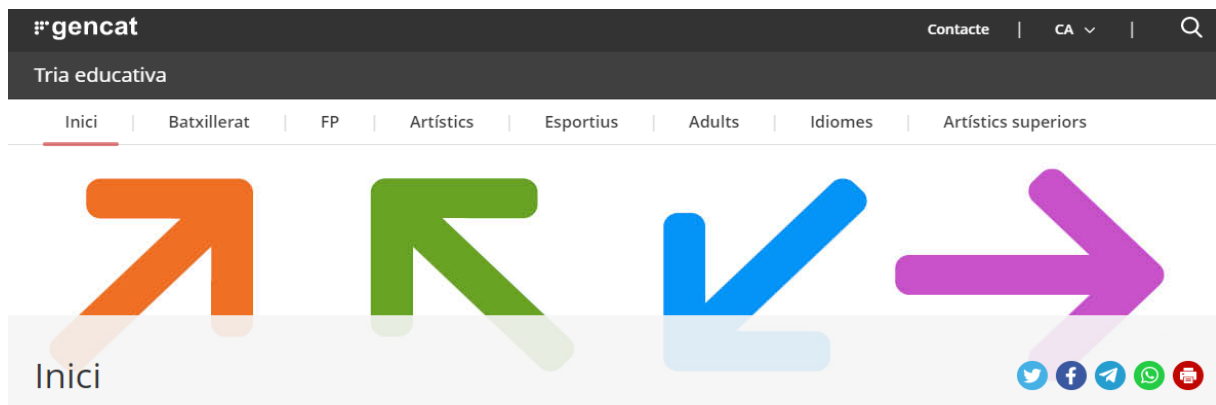 gencat
Contacte | CA |
Tria educativa
Inici | Batxillerat | FP | Artístics | Esportius | Adults | Idiomes | Artístics superiors
Inici